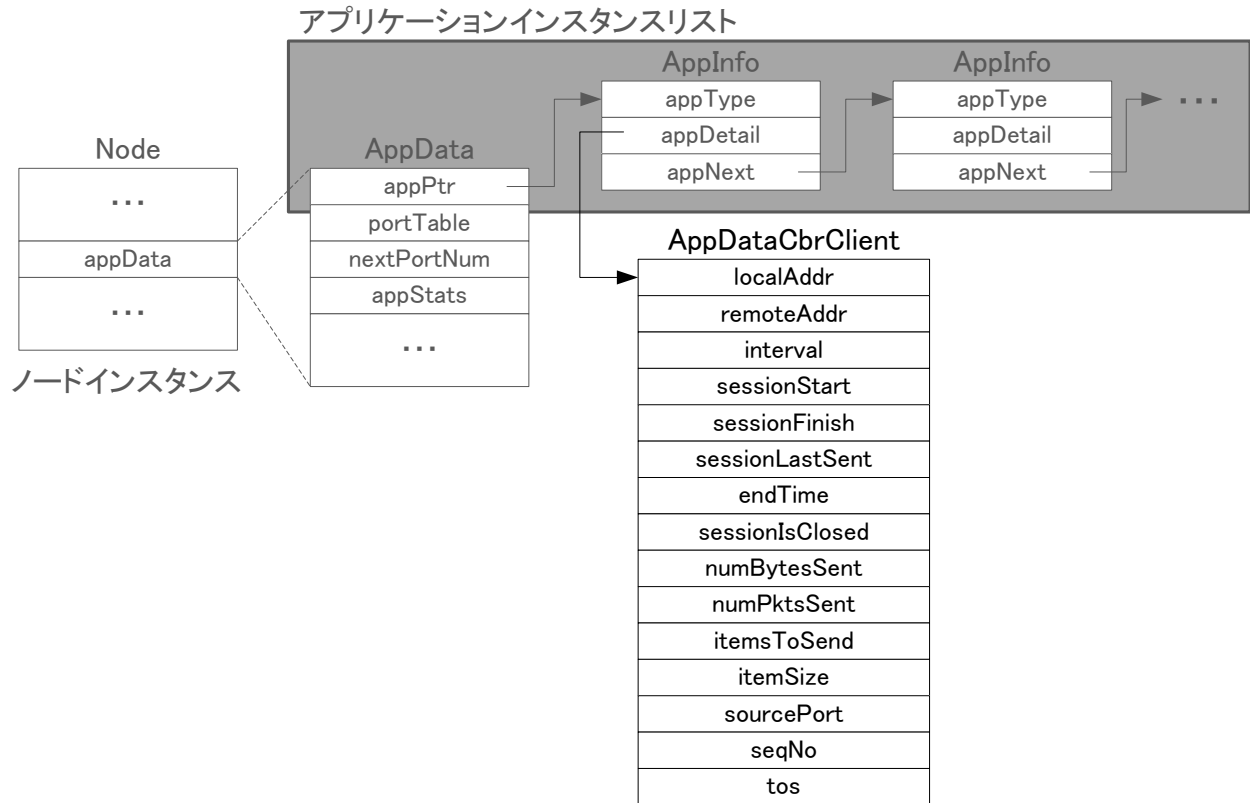 アプリケーションインスタンスリスト
AppInfo
AppInfo
appType
appType
...
appDetail
appDetail
appNext
appNext
Node
AppData
...
appPtr
portTable
appData
nextPortNum
appStats
...
...
ノードインスタンス
AppDataCbrClient
localAddr
remoteAddr
interval
sessionStart
sessionFinish
sessionLastSent
endTime
sessionIsClosed
numBytesSent
numPktsSent
itemsToSend
itemSize
sourcePort
seqNo
tos